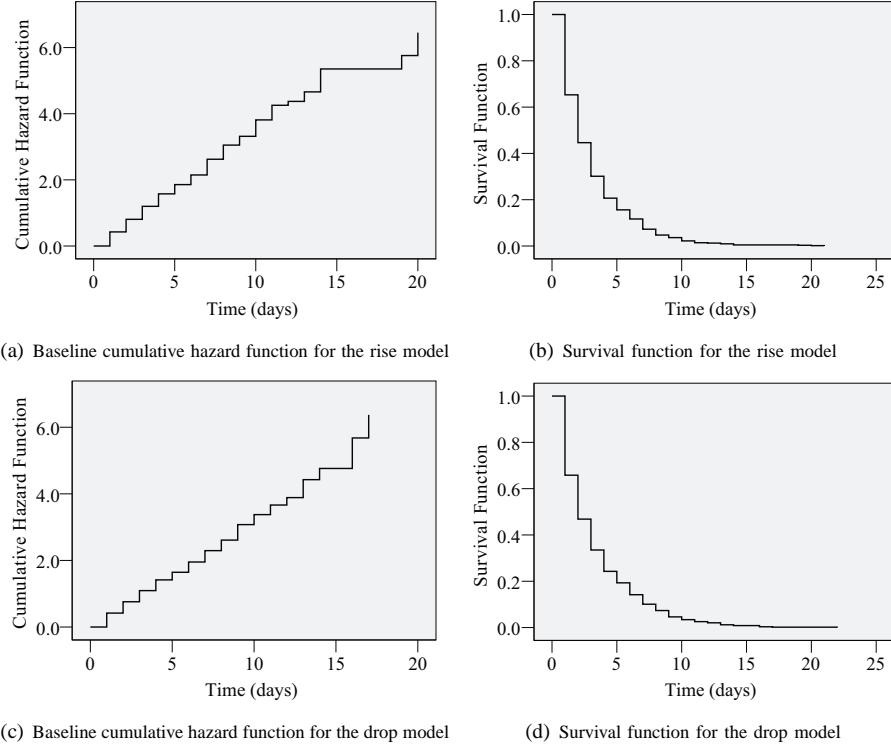 Cumulative Hazard Function
6.0
4.0
2.0
0.0
0 5 10 15 20
Time (days)
(a) Baseline cumulative hazard function for the rise model
Survival Function
1.0
0.8
0.6
0.4
0.2
0.0
0 5 10 15 20 25
Time (days)
(b) Survival function for the rise model
Cumulative Hazard Function
6.0
4.0
2.0
0.0
0 5 10 15 20
Time (days)
(c) Baseline cumulative hazard function for the drop model
Survival Function
1.0
0.8
0.6
0.4
0.2
0.0
0 5 10 15 20 25
Time (days)
(d) Survival function for the drop model